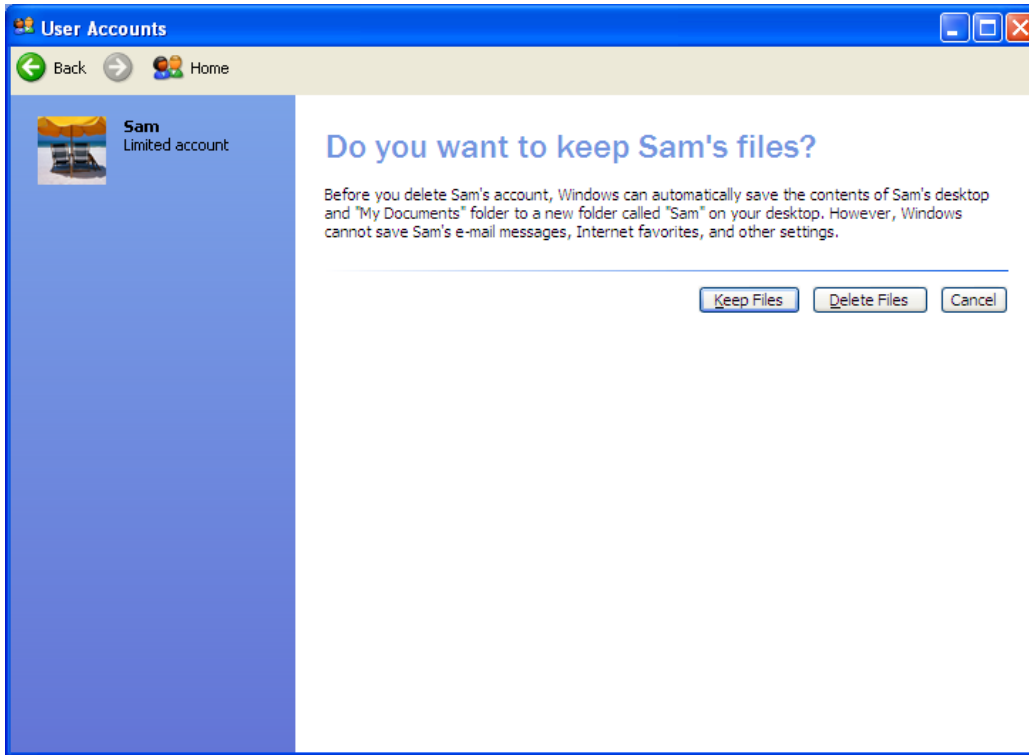 User Accounts
Back Home
Sam
Limited account
Do you want to keep Sam's files?
Before you delete Sam's account, Windows can automatically save the contents of Sam's desktop
and "My Documents" folder to a new folder called "Sam" on your desktop. However, Windows
cannot save Sam's e-mail messages, Internet favorites, and other settings.
Keep Files Delete Files Cancel